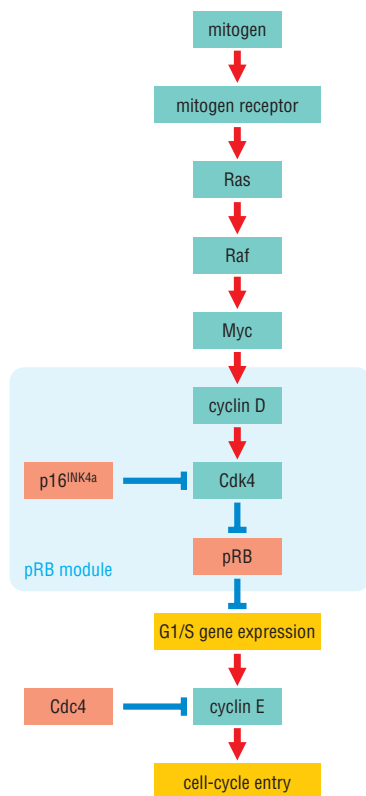 mitogen
mitogen receptor
Ras
Raf
Myc
cyclin D
p16INK4a
Cdk4
pRB
pRB module
G1/S gene expression
Cdc4
cyclin E
cell-cycle entry